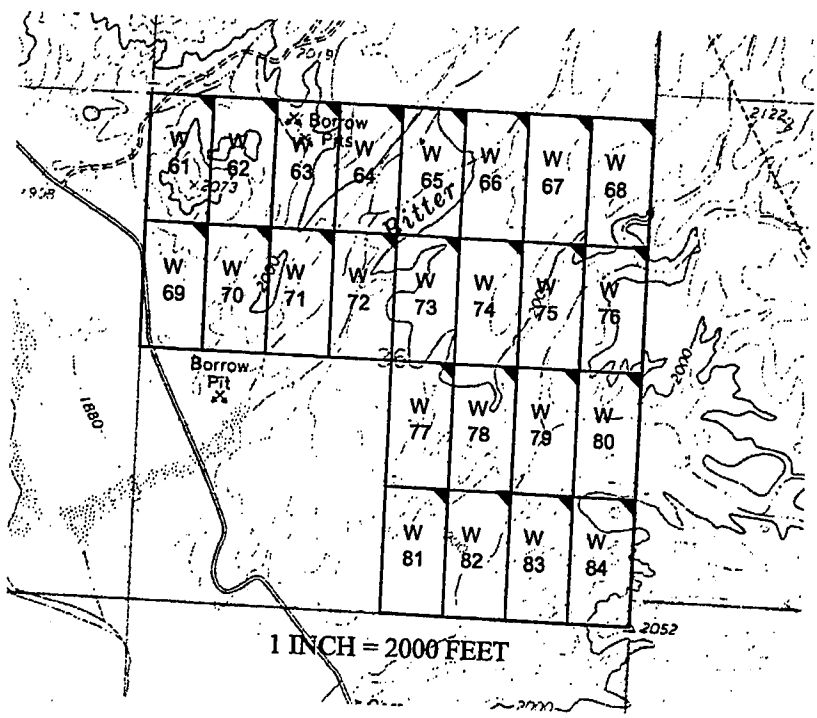 2019
2122
Borrow
Pits
W
61
W
62
W
63
W
64
W
65
W
66
W
67
W
68
2073
1908
Bitter
W
69
W
70
2000
W
71
W
72
W
73
W
74
2000
W
75
W
76
Borrow
Pit
1880
2000
W
77
W
78
W
79
W
80
W
81
W
82
W
83
W
84
2052
1 INCH = 2000 FEET
2000